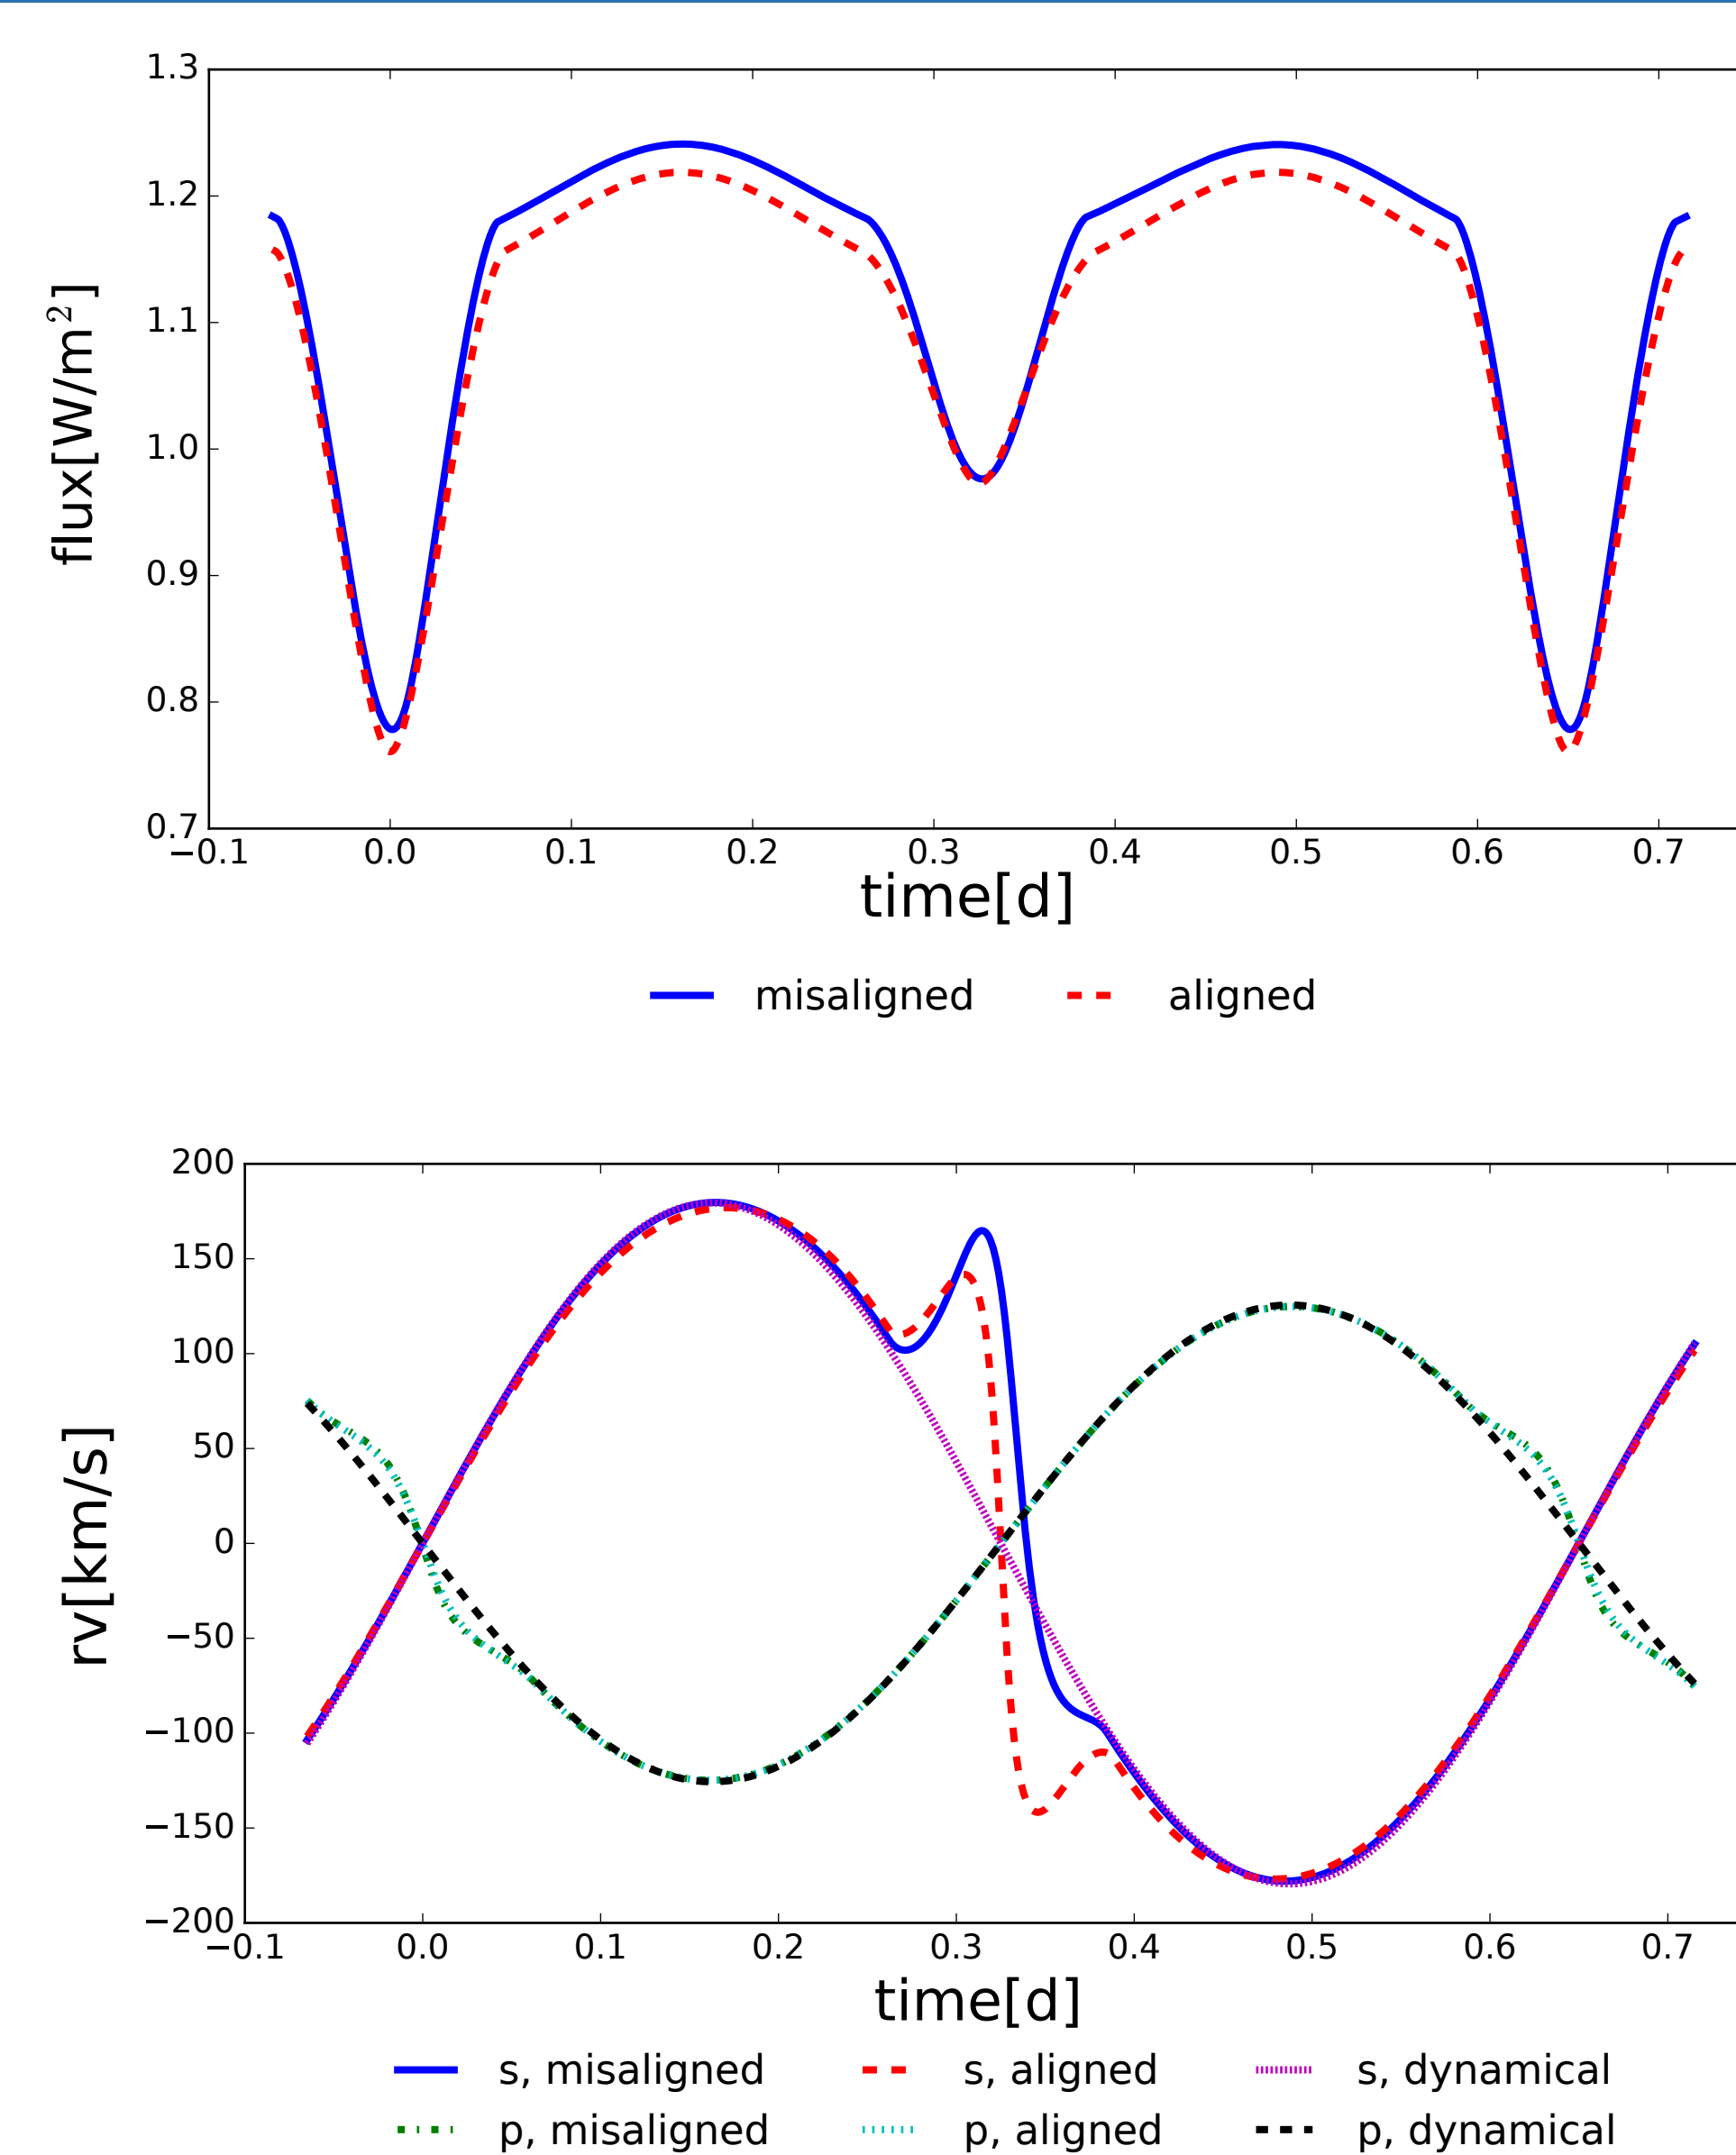 1.3
1.2
1.1
1.0
0.9
0.8
0.7
flux[W/m²]
−0.1 0.0 0.1 0.2 0.3 0.4 0.5 0.6 0.7
time[d]
misaligned aligned
200
150
100
50
0
−50
−100
−150
−200
rv[km/s]
−0.1 0.0 0.1 0.2 0.3 0.4 0.5 0.6 0.7
time[d]
s, misaligned s, aligned s, dynamical
p, misaligned p, aligned p, dynamical